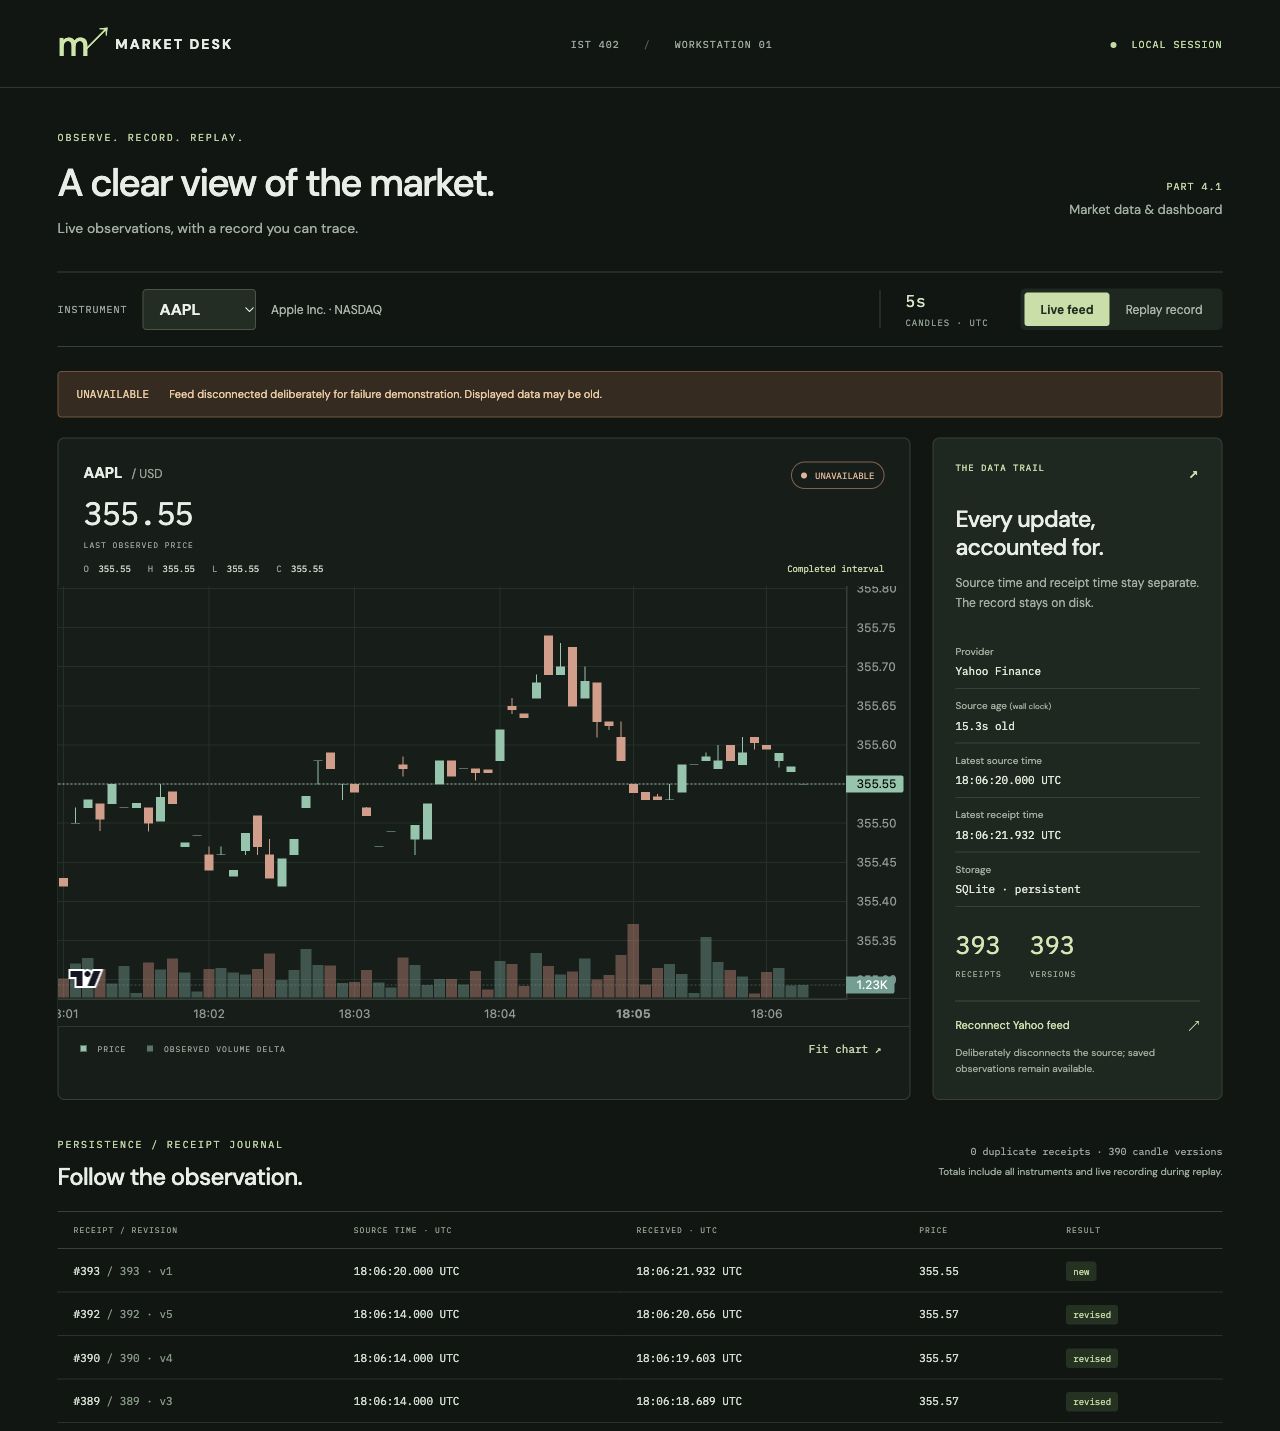 m MARKET DESK
IST 402 / WORKSTATION 01
LOCAL SESSION
OBSERVE. RECORD. REPLAY.
A clear view of the market.
Live observations, with a record you can trace.
PART 4.1
Market data & dashboard
INSTRUMENT AAPL Apple Inc. · NASDAQ
5s
CANDLES · UTC
Live feed Replay record
UNAVAILABLE Feed disconnected deliberately for failure demonstration. Displayed data may be old.
AAPL / USD
UNAVAILABLE
355.55
LAST OBSERVED PRICE
O 355.55 H 355.55 L 355.55 C 355.55
Completed interval
355.80
355.75
355.70
355.65
355.60
355.55
355.50
355.45
355.40
355.35
1.23K
3:01 18:02 18:03 18:04 18:05 18:06
PRICE OBSERVED VOLUME DELTA
Fit chart ↗
THE DATA TRAIL ↗
Every update,
accounted for.
Source time and receipt time stay separate.
The record stays on disk.
Provider
Yahoo Finance
Source age (wall clock)
15.3s old
Latest source time
18:06:20.000 UTC
Latest receipt time
18:06:21.932 UTC
Storage
SQLite · persistent
393 393
RECEIPTS VERSIONS
Reconnect Yahoo feed ↗
Deliberately disconnects the source; saved
observations remain available.
PERSISTENCE / RECEIPT JOURNAL
Follow the observation.
0 duplicate receipts · 390 candle versions
Totals include all instruments and live recording during replay.
RECEIPT / REVISION SOURCE TIME · UTC RECEIVED · UTC PRICE RESULT
#393 / 393 · v1 18:06:20.000 UTC 18:06:21.932 UTC 355.55 new
#392 / 392 · v5 18:06:14.000 UTC 18:06:20.656 UTC 355.57 revised
#390 / 390 · v4 18:06:14.000 UTC 18:06:19.603 UTC 355.57 revised
#389 / 389 · v3 18:06:14.000 UTC 18:06:18.689 UTC 355.57 revised